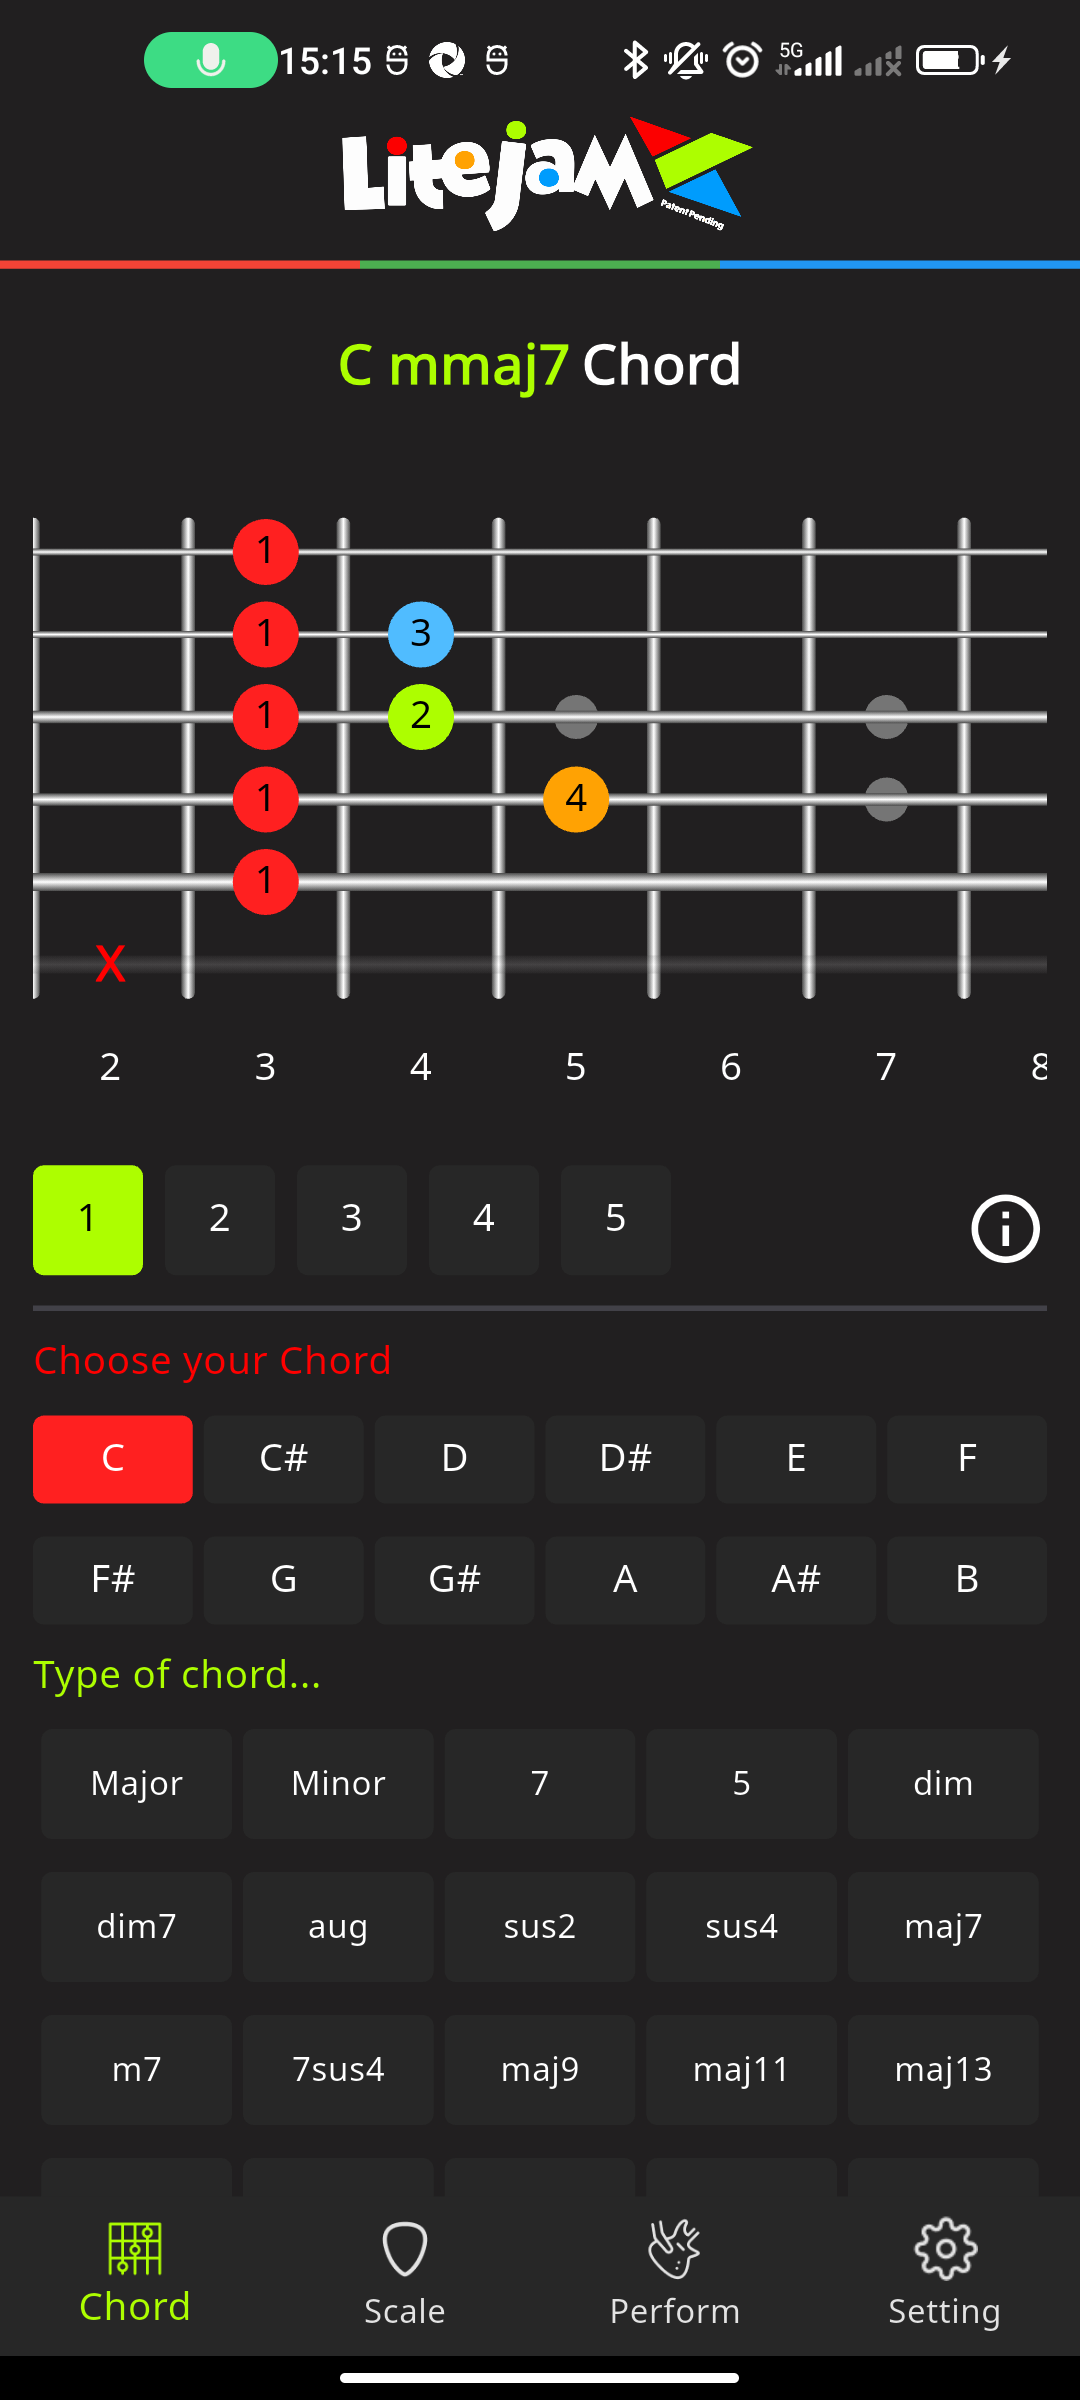 15:15 5G
Litejam
Patent Pending
C mmaj7 Chord
1
1 3
1 2
1 4
1
X
2 3 4 5 6 7 8
1 2 3 4 5
Choose your Chord
C C# D D# E F
F# G G# A A# B
Type of chord...
Major Minor 7 5 dim
dim7 aug sus2 sus4 maj7
m7 7sus4 maj9 maj11 maj13
Chord Scale Perform Setting